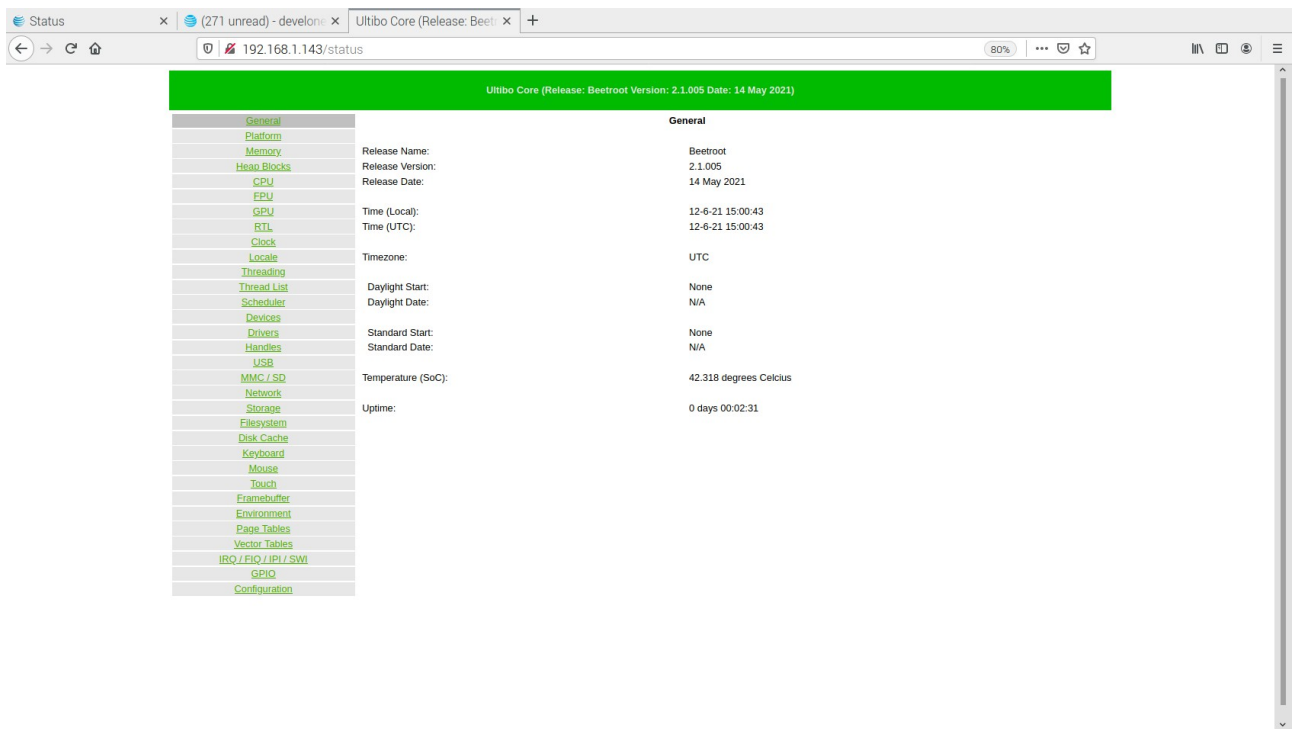 Status
(271 unread) - develone
Ultibo Core (Release: Beetr
192.168.1.143/status
80%
Ultibo Core (Release: Beetroot Version: 2.1.005 Date: 14 May 2021)
General
General
Platform
Memory
Release Name: Beetroot
Heap Blocks
Release Version: 2.1.005
CPU
Release Date: 14 May 2021
FPU
GPU
Time (Local): 12-6-21 15:00:43
RTL
Time (UTC): 12-6-21 15:00:43
Clock
Locale
Timezone: UTC
Threading
Thread List
Daylight Start: None
Scheduler
Daylight Date: N/A
Devices
Drivers
Standard Start: None
Handles
Standard Date: N/A
USB
MMC / SD
Temperature (SoC): 42.318 degrees Celcius
Network
Storage
Uptime: 0 days 00:02:31
Filesystem
Disk Cache
Keyboard
Mouse
Touch
Framebuffer
Environment
Page Tables
Vector Tables
IRQ / FIQ / IPI / SWI
GPIO
Configuration